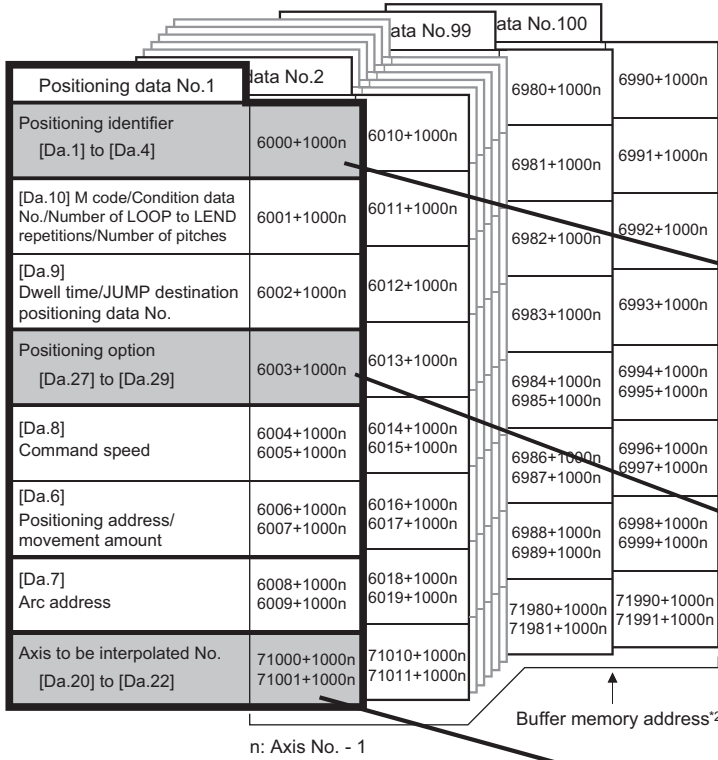 ata No.99
ata No.100
Positioning data No.1
data No.2
Positioning identifier
[Da.1] to [Da.4]
6000+1000n
6010+1000n
6980+1000n
6990+1000n
[Da.10] M code/Condition data
No./Number of LOOP to LEND
repetitions/Number of pitches
6001+1000n
6011+1000n
6981+1000n
6991+1000n
[Da.9]
Dwell time/JUMP destination
positioning data No.
6002+1000n
6012+1000n
6982+1000n
6992+1000n
Positioning option
[Da.27] to [Da.29]
6003+1000n
6013+1000n
6983+1000n
6993+1000n
[Da.8]
Command speed
6004+1000n
6005+1000n
6014+1000n
6015+1000n
6984+1000n
6985+1000n
6994+1000n
6995+1000n
[Da.6]
Positioning address/
movement amount
6006+1000n
6007+1000n
6016+1000n
6017+1000n
6986+1000n
6987+1000n
6996+1000n
6997+1000n
[Da.7]
Arc address
6008+1000n
6009+1000n
6018+1000n
6019+1000n
6988+1000n
6989+1000n
6998+1000n
6999+1000n
Axis to be interpolated No.
[Da.20] to [Da.22]
71000+1000n
71001+1000n
71010+1000n
71011+1000n
71980+1000n
71981+1000n
71990+1000n
71991+1000n
Buffer memory address*2
n: Axis No. - 1